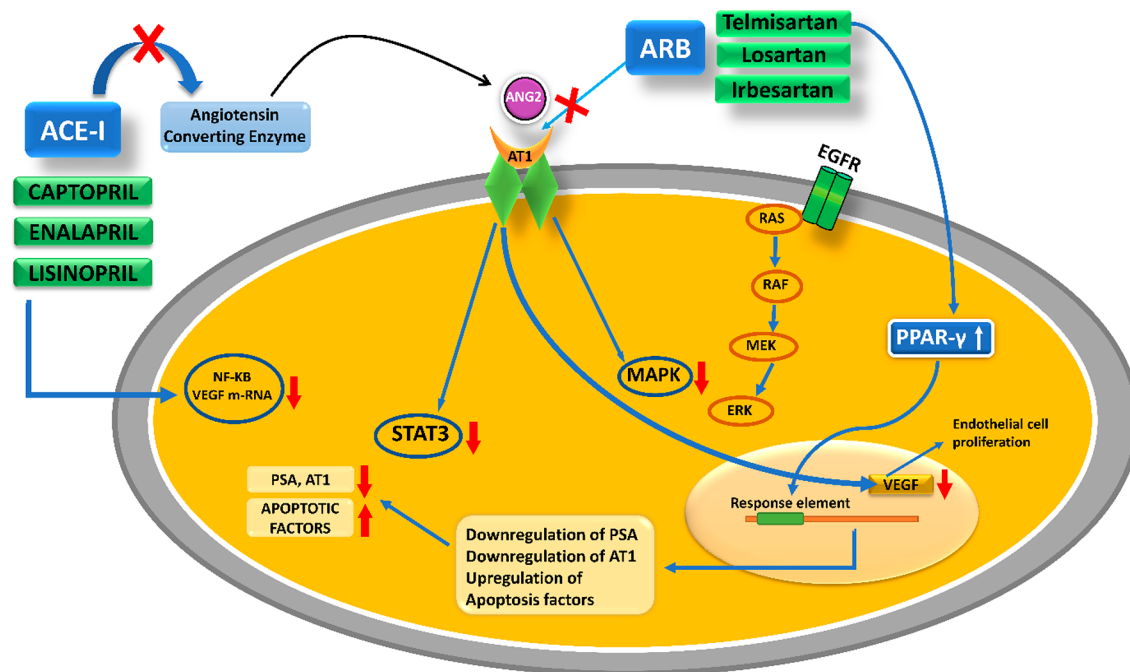 ACE-I
Angiotensin
Converting Enzyme
CAPTOPRIL
ENALAPRIL
LISINOPRIL
ANG2
AT1
ARB
Telmisartan
Losartan
Irbesartan
EGFR
RAS
RAF
MEK
ERK
PPAR-γ
NF-KB
VEGF m-RNA
STAT3
MAPK
Endothelial cell
proliferation
VEGF
Response element
PSA, AT1
APOPTOTIC
FACTORS
Downregulation of PSA
Downregulation of AT1
Upregulation of
Apoptosis factors